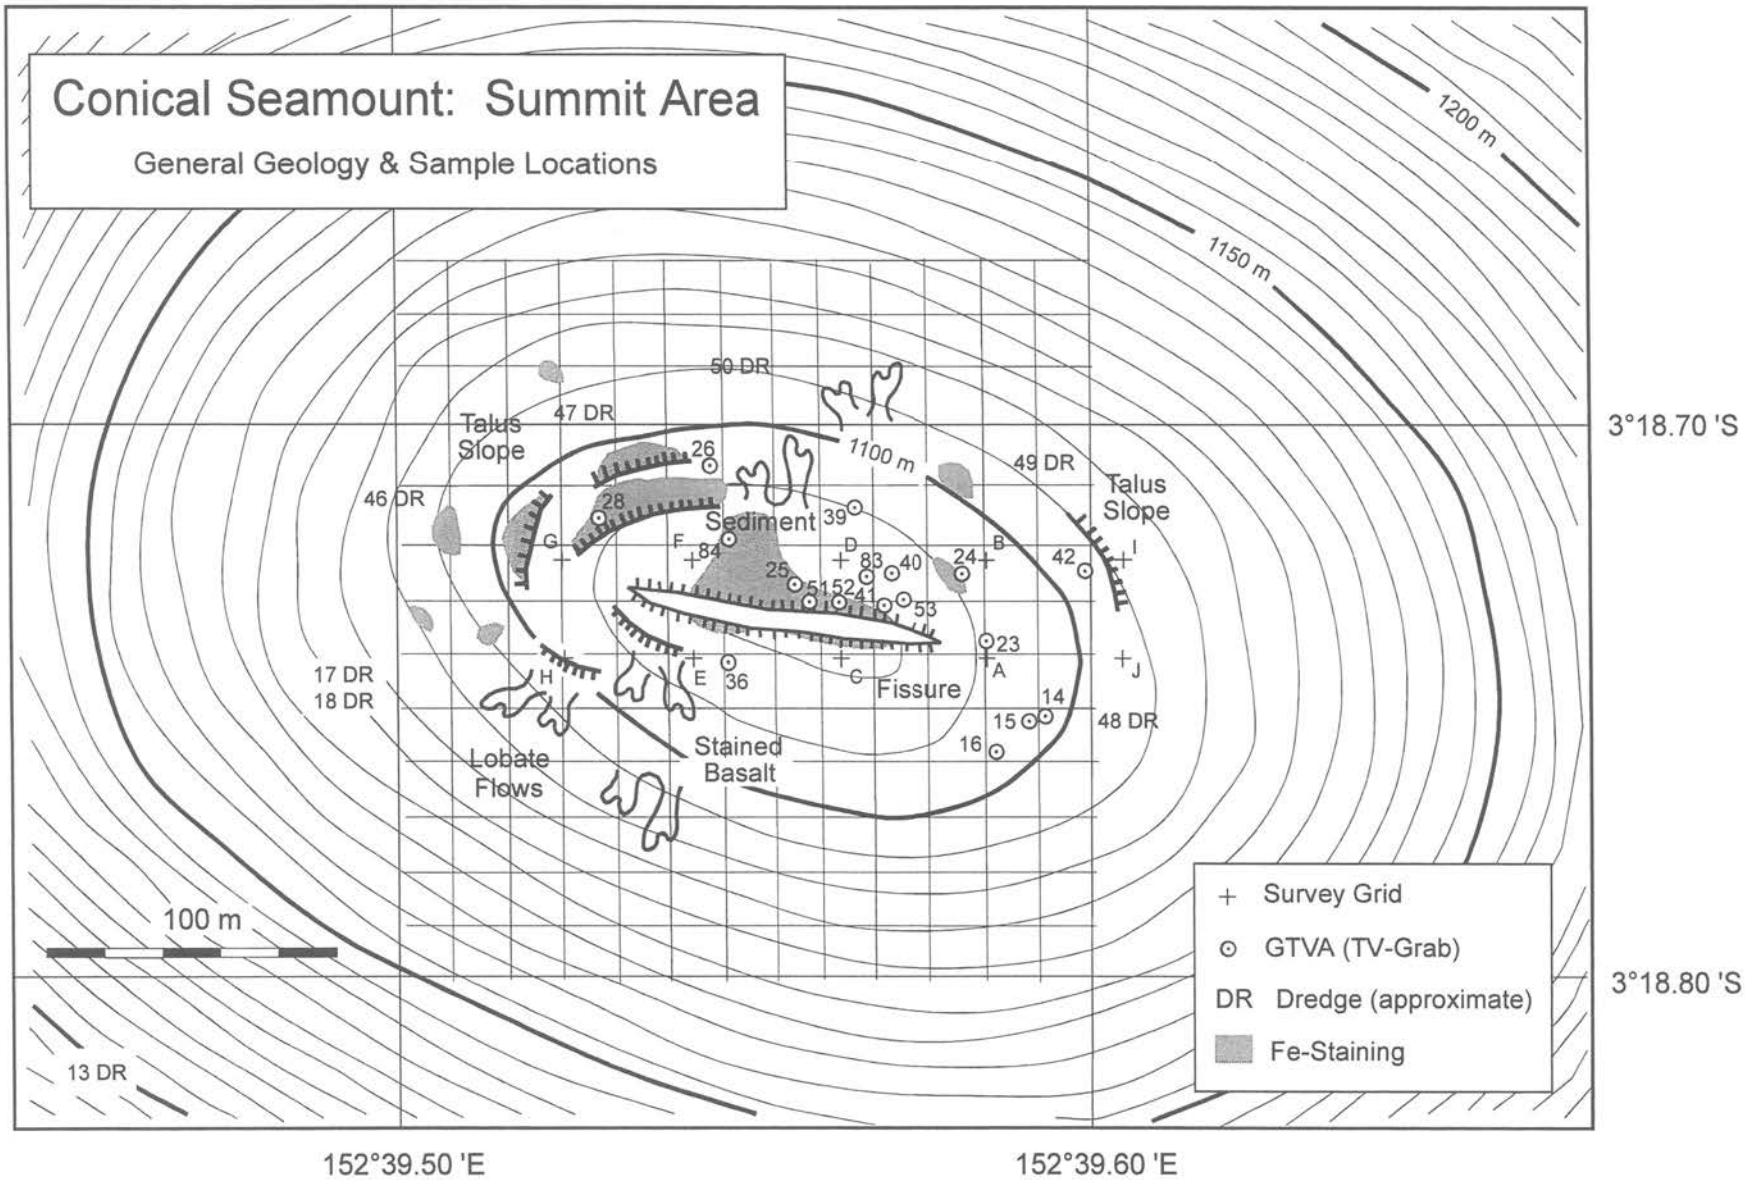 Conical Seamount: Summit Area
General Geology & Sample Locations
1200 m
1150 m
50 DR
47 DR
Talus
Slope
3°18.70 'S
1100 m
26
49 DR
Talus
Slope
46 DR
28
Sediment
39
G
F
84
D
B
I
83
40
24
42
25
51
52
41
53
23
17 DR
18 DR
H
E
36
C
A
J
Fissure
14
15
48 DR
16
Stained
Basalt
Lobate
Flows
100 m
Survey Grid
GTVA (TV-Grab)
DR Dredge (approximate)
Fe-Staining
3°18.80 'S
13 DR
152°39.50 'E
152°39.60 'E